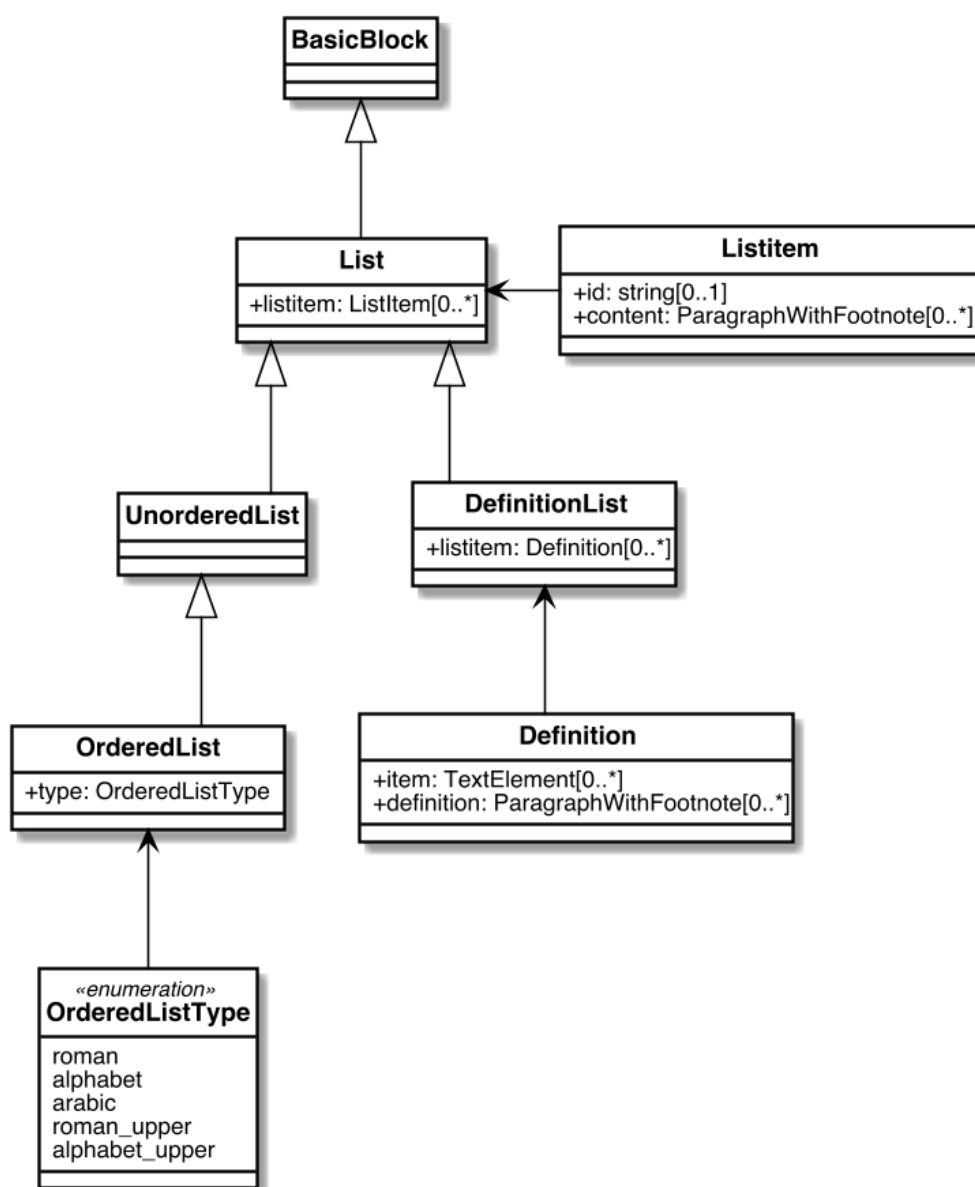 BasicBlock
List
+listitem: ListItem[0..*]
Listitem
+id: string[0..1]
+content: ParagraphWithFootnote[0..*]
UnorderedList
DefinitionList
+listitem: Definition[0..*]
OrderedList
+type: OrderedListType
Definition
+item: TextElement[0..*]
+definition: ParagraphWithFootnote[0..*]
«enumeration»
OrderedListType
roman
alphabet
arabic
roman_upper
alphabet_upper